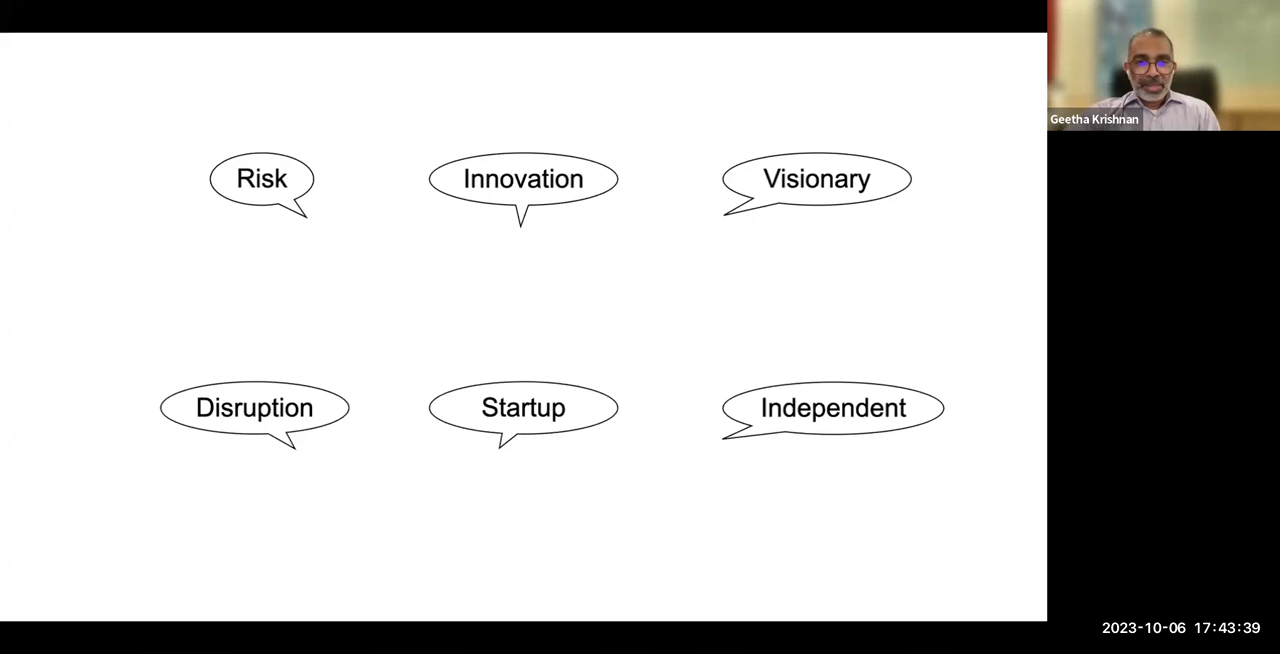 Geetha Krishnan
Risk
Innovation
Visionary
Disruption
Startup
Independent
2023-10-06 17:43:39